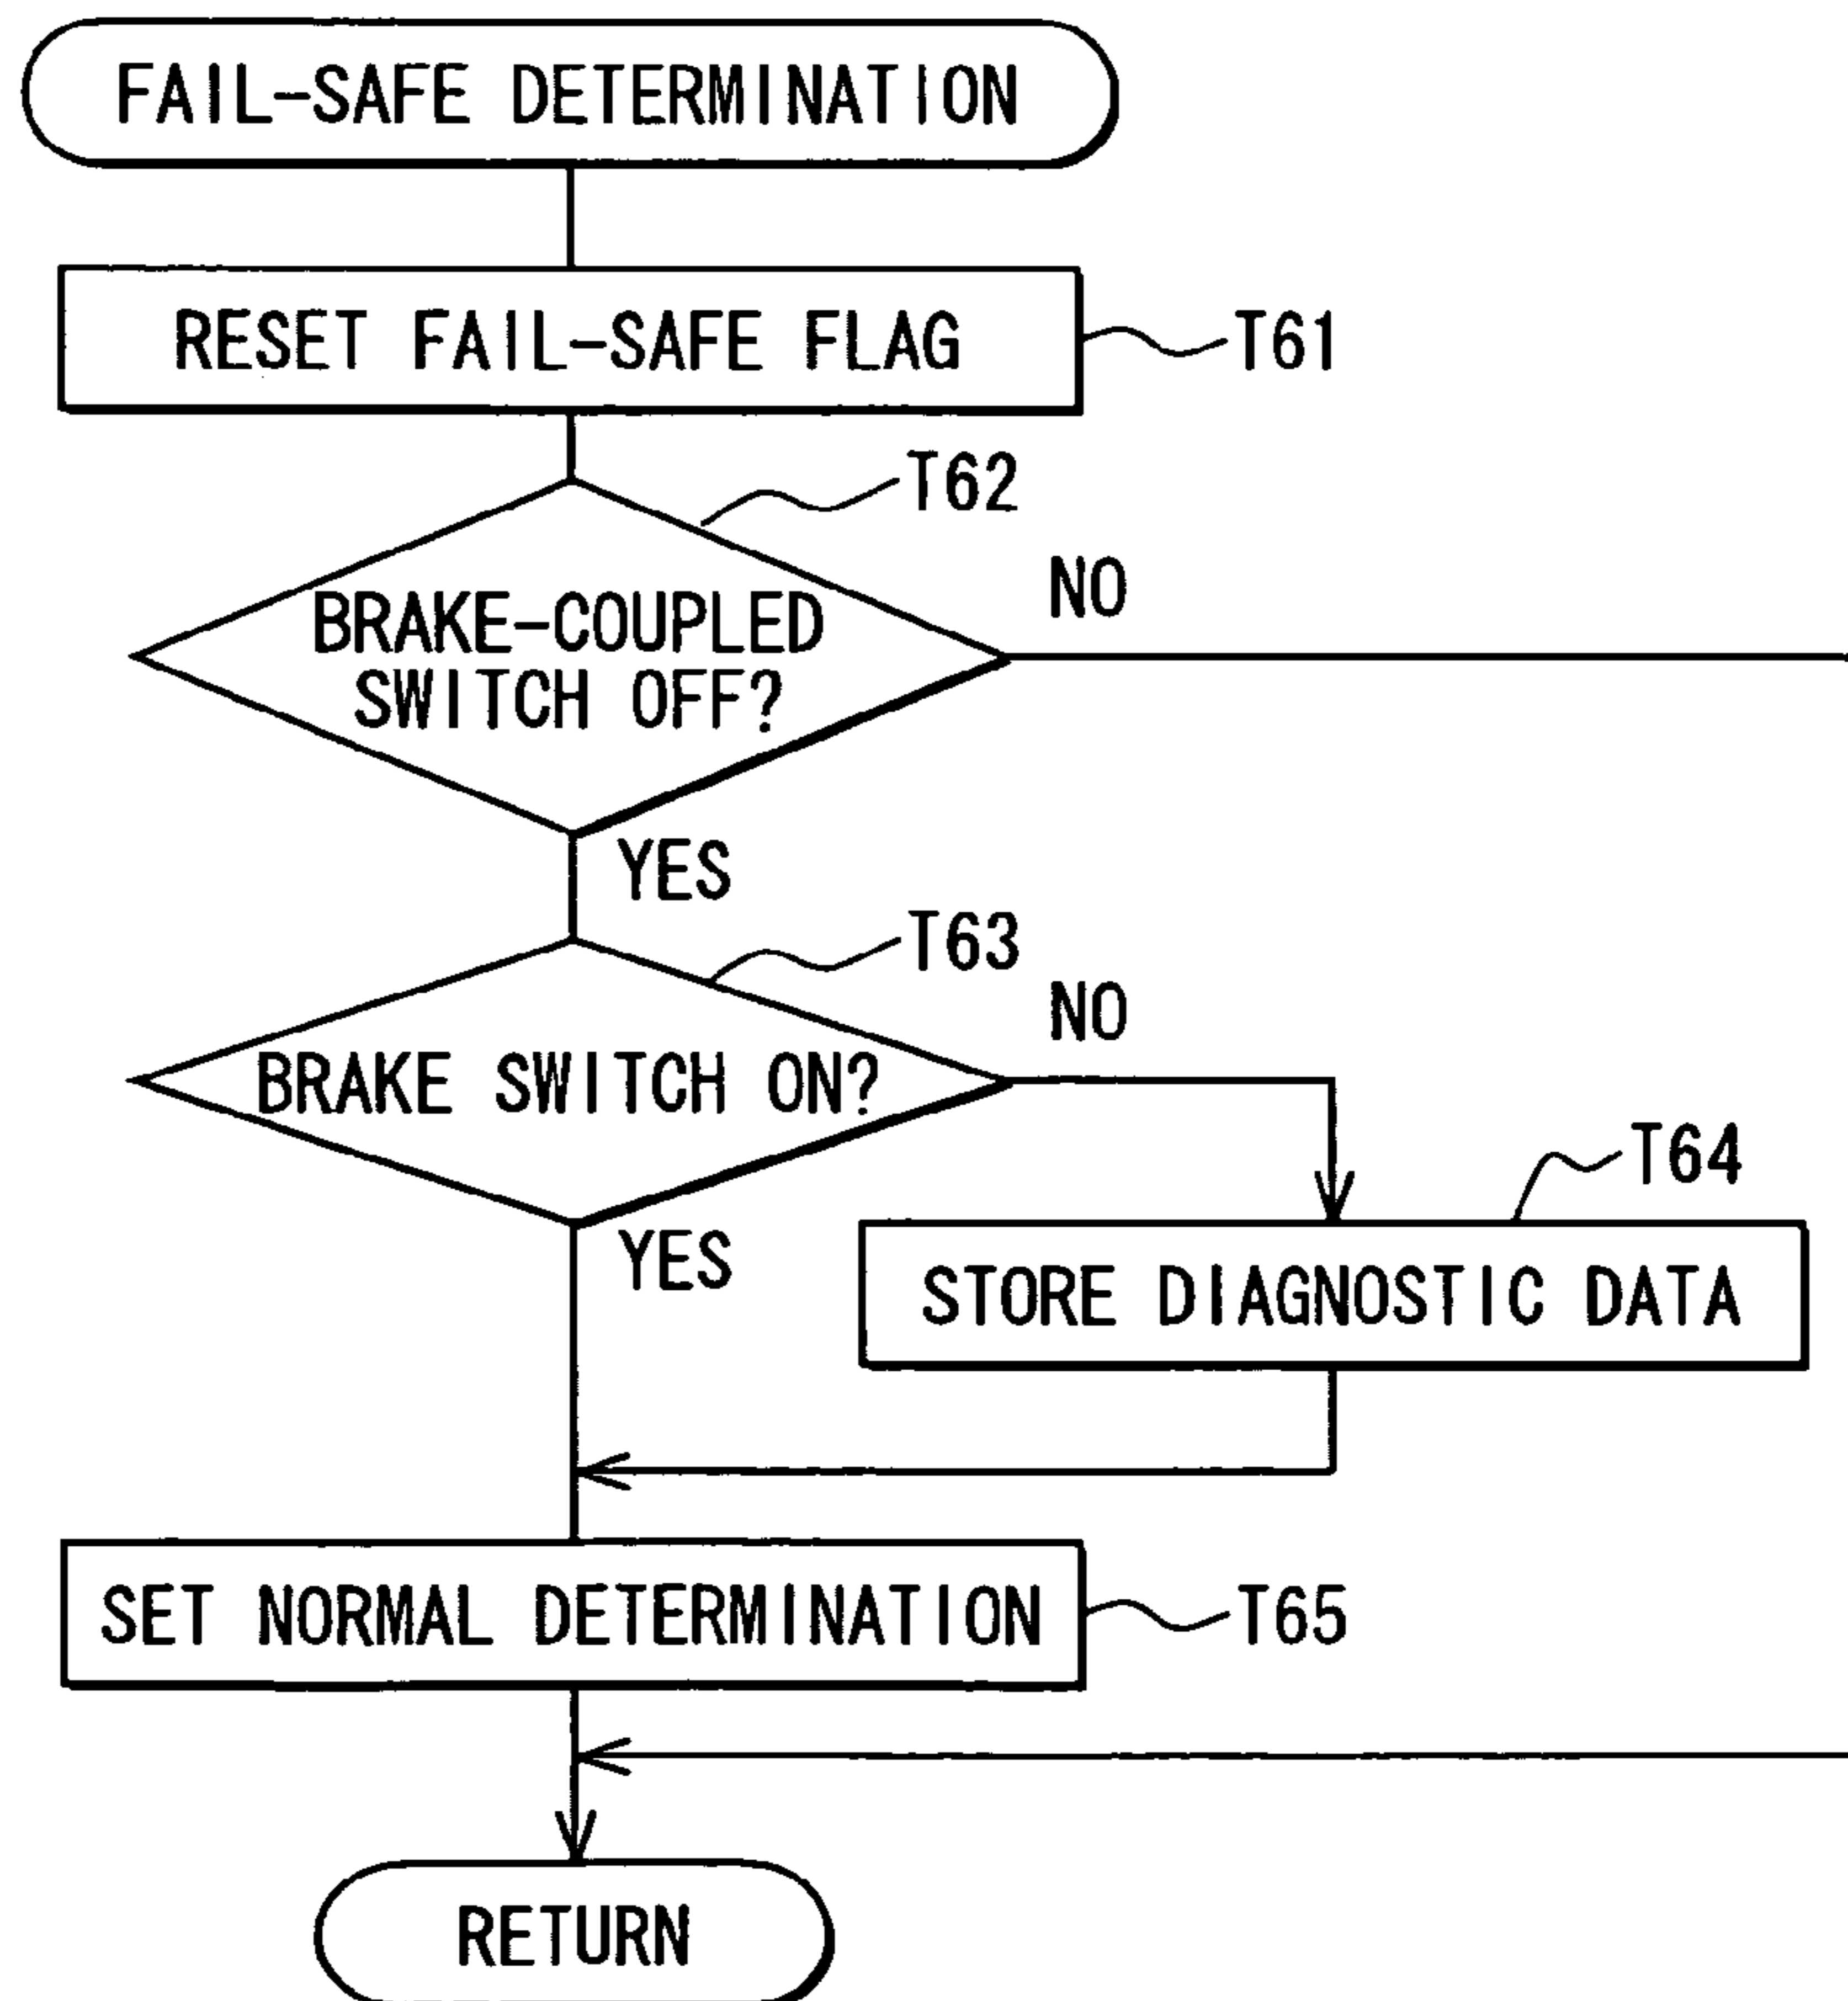 FAIL-SAFE DETERMINATION
RESET FAIL-SAFE FLAG
T61
T62
BRAKE-COUPLED
SWITCH OFF?
NO
YES
T63
BRAKE SWITCH ON?
NO
YES
T64
STORE DIAGNOSTIC DATA
SET NORMAL DETERMINATION
T65
RETURN